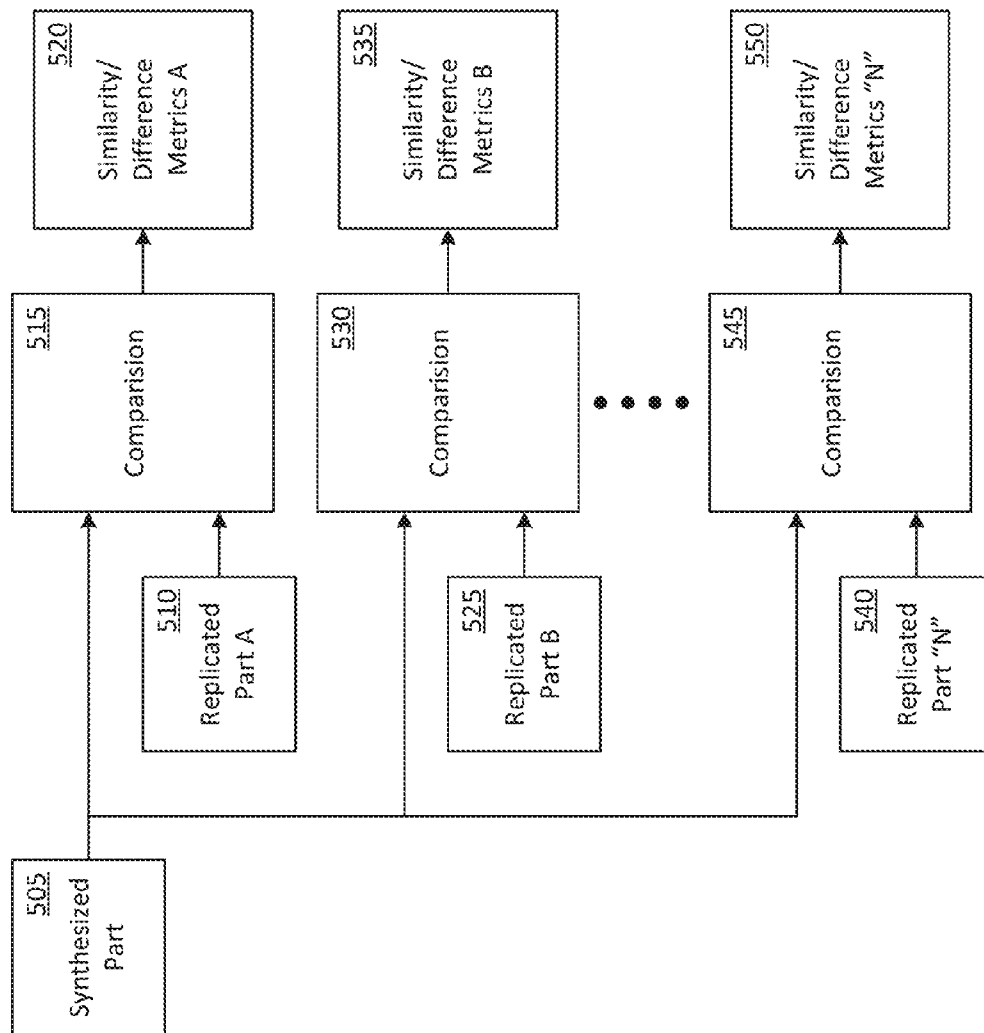 505
Synthesized
Part
510
Replicated
Part A
515
Comparision
520
Similarity/
Difference
Metrics A
525
Replicated
Part B
530
Comparision
535
Similarity/
Difference
Metrics B
540
Replicated
Part “N”
545
Comparision
550
Similarity/
Difference
Metrics “N”